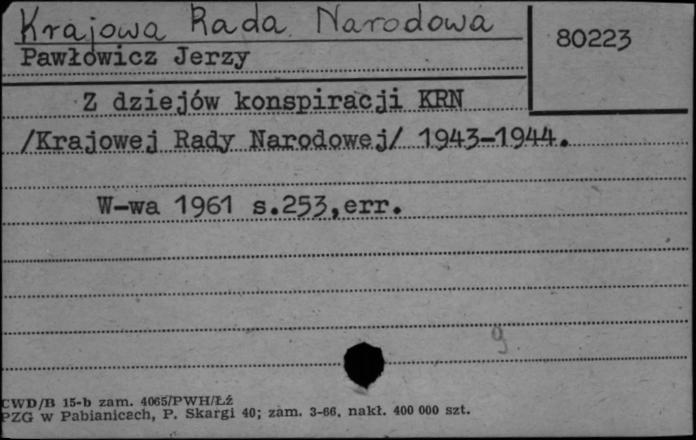 Krajowa Rada Narodowa
80223
Pawłowicz Jerzy
Z dziejów konspiracji KRN
/Krajowej Rady Narodowej/ 1943-1944.
W-wa 1961 s.253,err.
g
CWD/B 15-b zam. 4065/PWH/Łź
PZG w Pabianicach, P. Skargi 40; zam. 3-66, nakł. 400 000 szt.